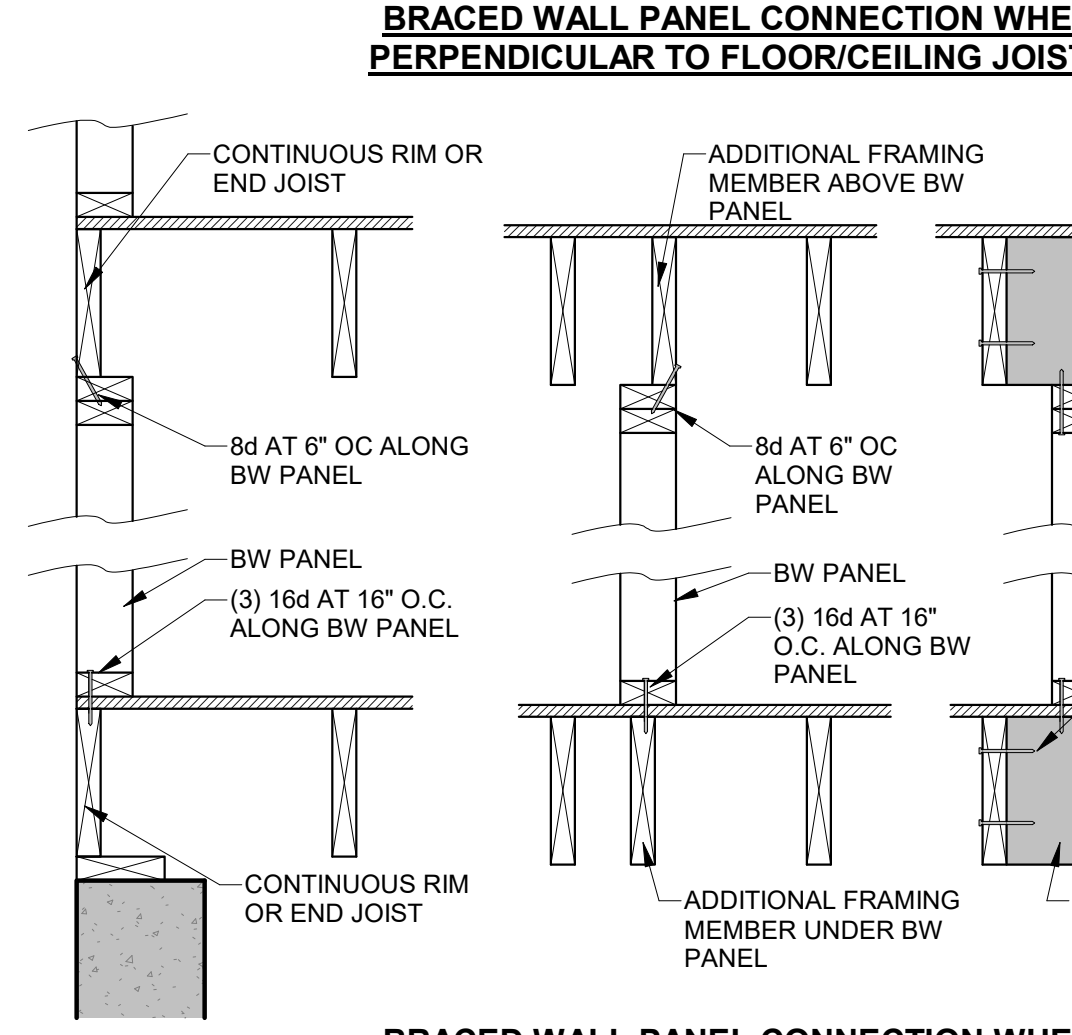 BRACED WALL PANEL CONNECTION WHE
PERPENDICULAR TO FLOOR/CEILING JOIST
CONTINUOUS RIM OR
END JOIST
ADDITIONAL FRAMING
MEMBER ABOVE BW
PANEL
8d AT 6" OC ALONG
BW PANEL
8d AT 6" OC
ALONG BW
PANEL
BW PANEL
(3) 16d AT 16" O.C.
ALONG BW PANEL
BW PANEL
(3) 16d AT 16"
O.C. ALONG BW
PANEL
CONTINUOUS RIM
OR END JOIST
ADDITIONAL FRAMING
MEMBER UNDER BW
PANEL
BRACED WALL PANEL CONNECTION WHE